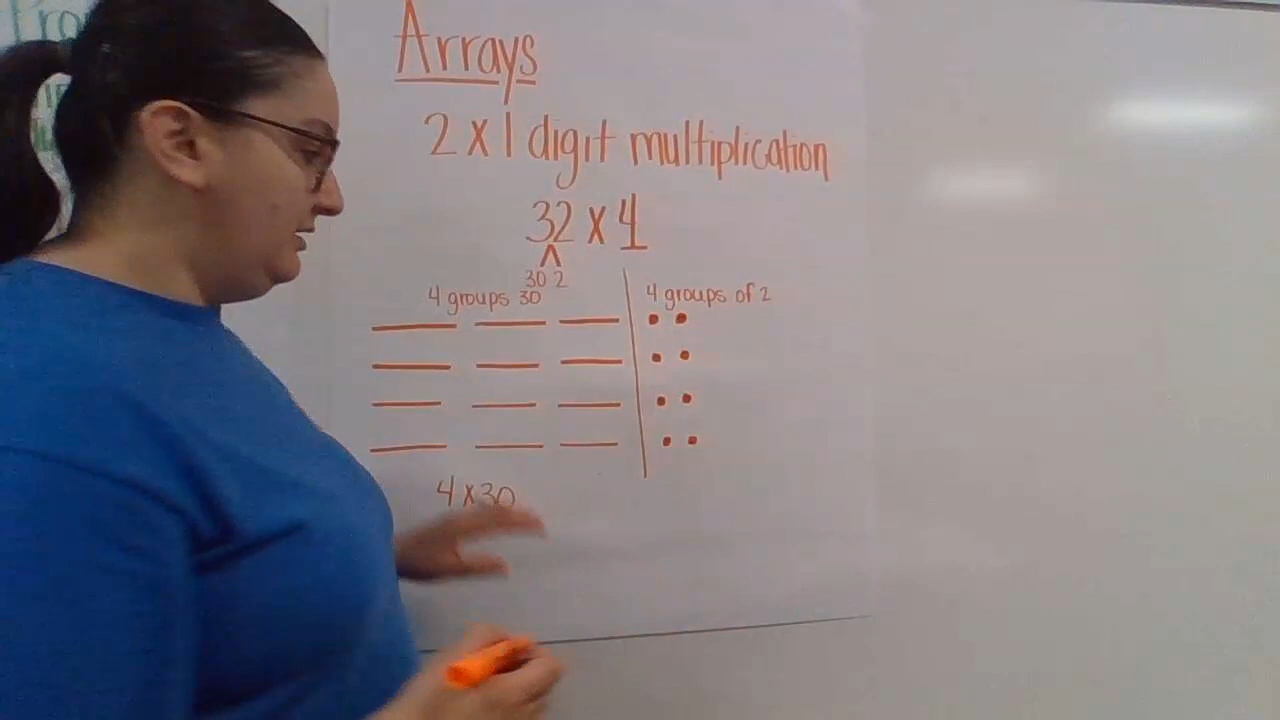 Arrays
2 x 1 digit multiplication
32 x 4
30 2
4 groups 30
4 groups of 2
4 x 30